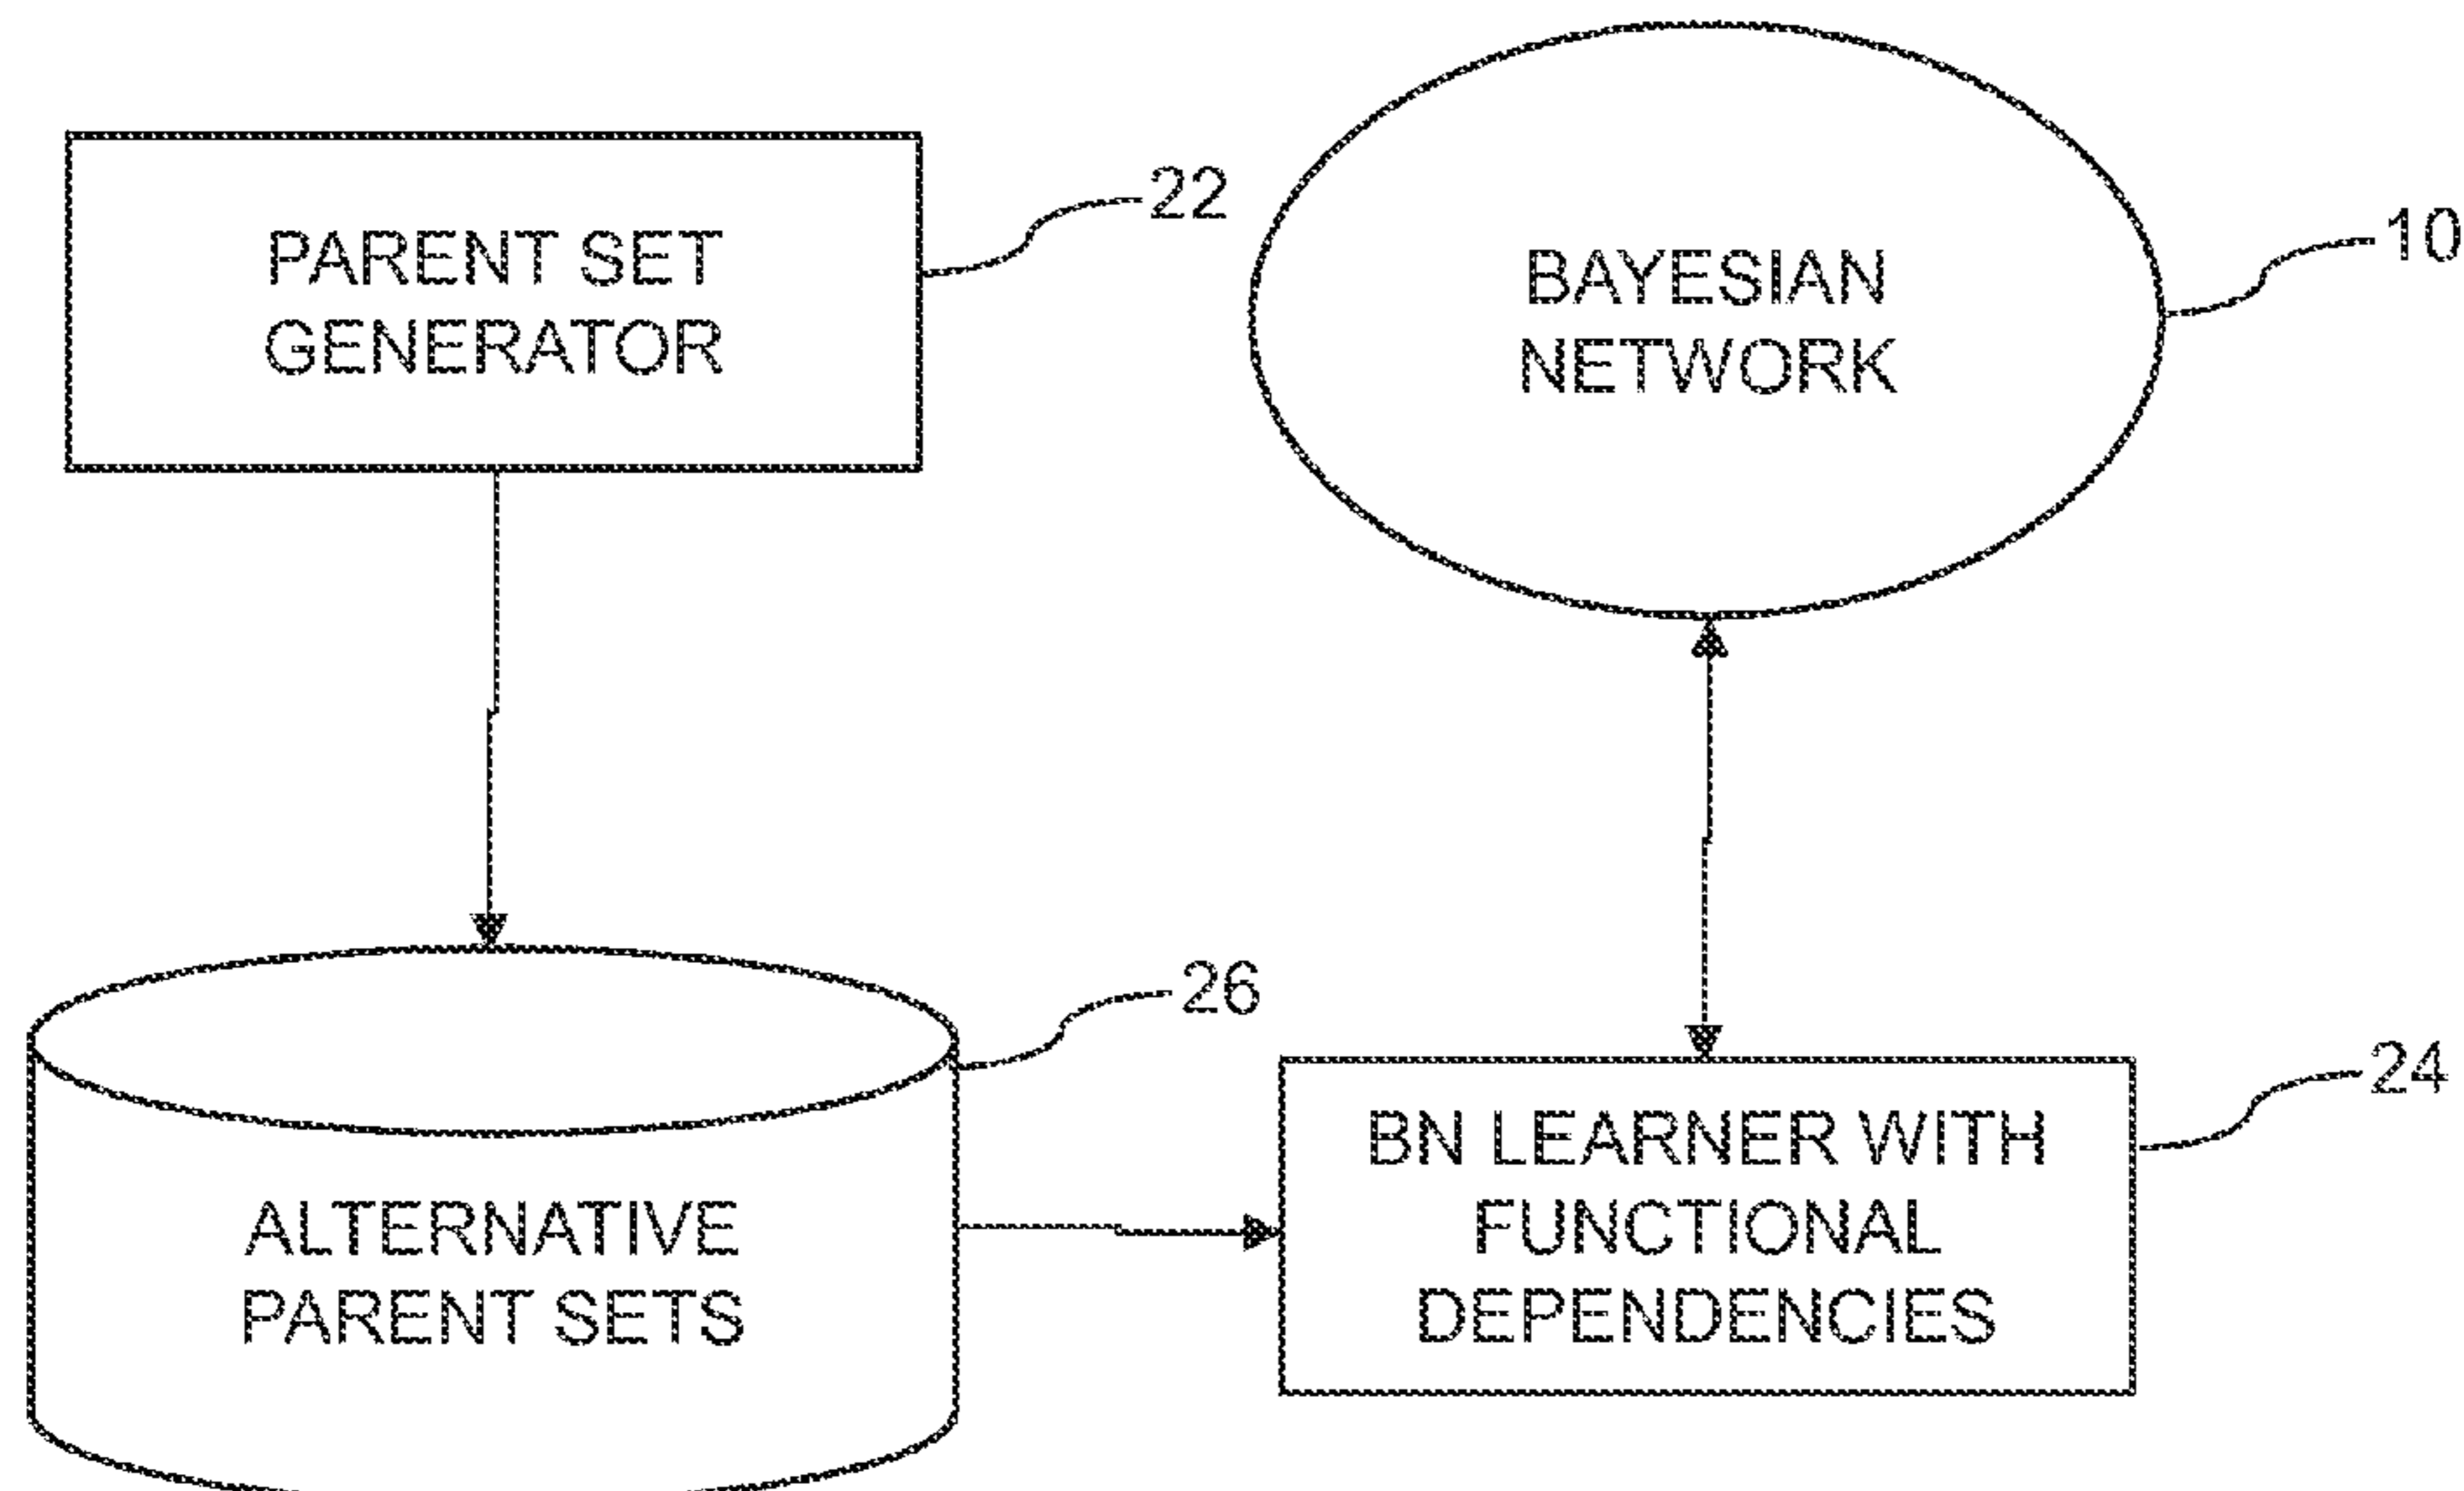 PARENT SET
GENERATOR
22
BAYESIAN
NETWORK
10
ALTERNATIVE
PARENT SETS
26
BN LEARNER WITH
FUNCTIONAL
DEPENDENCIES
24